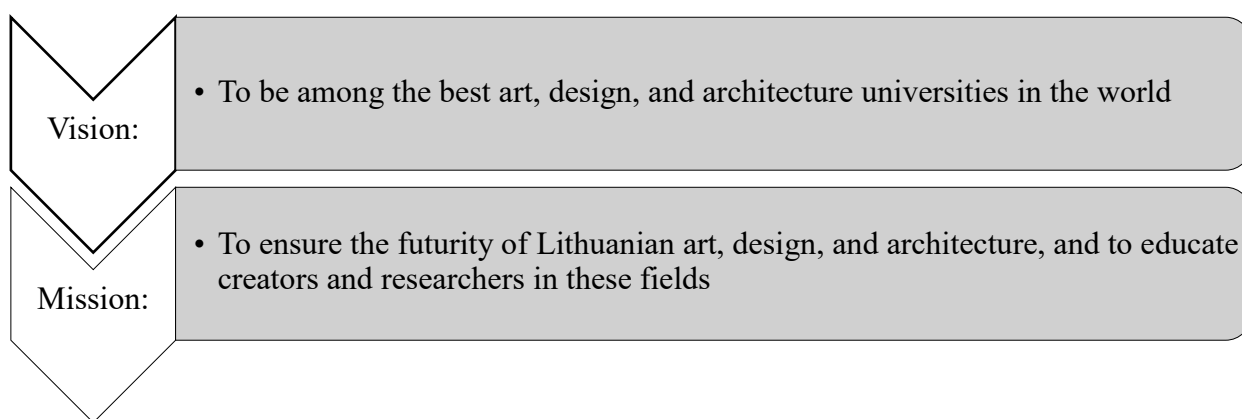 Vision:
• To be among the best art, design, and architecture universities in the world
Mission:
• To ensure the futurity of Lithuanian art, design, and architecture, and to educate
creators and researchers in these fields